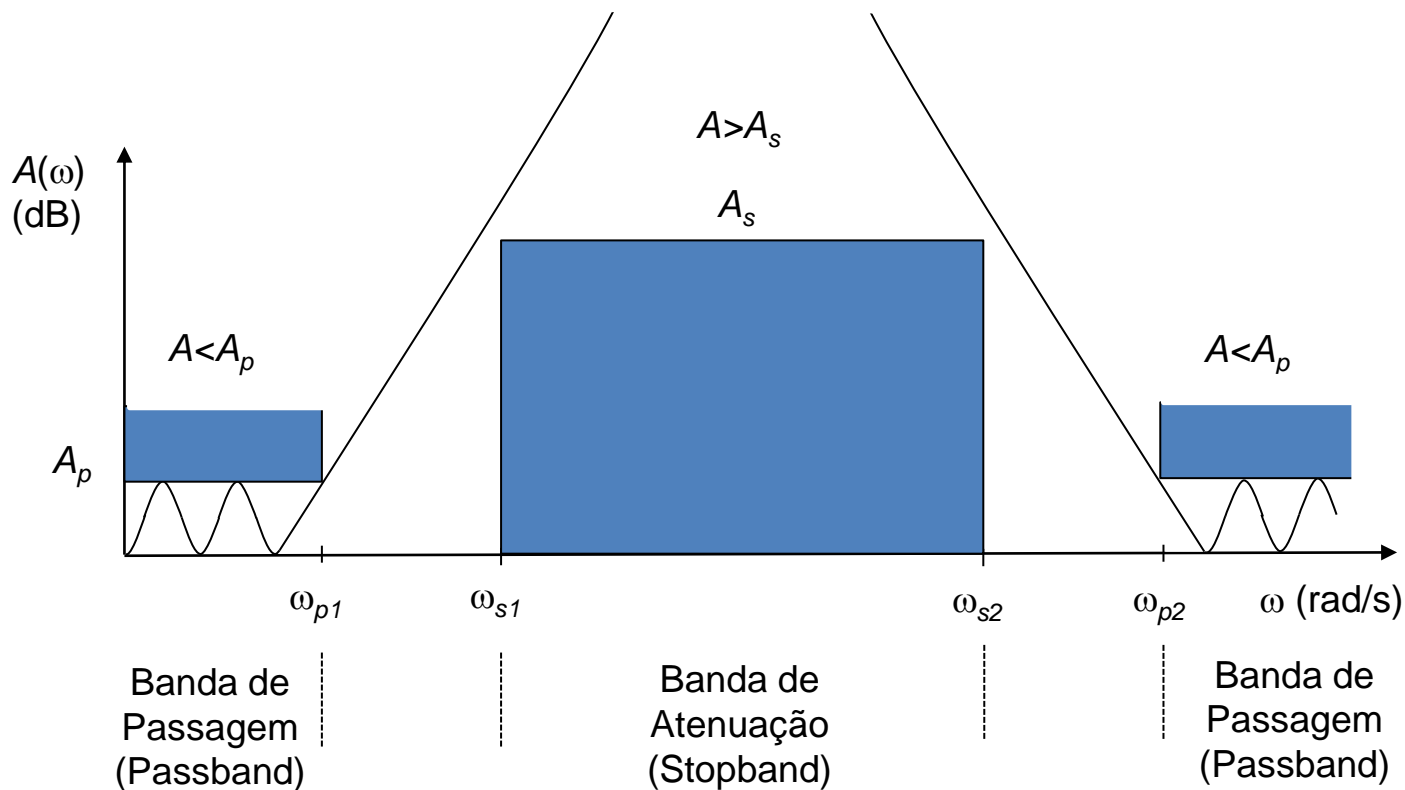 A>Aₛ
A(ω)
(dB)
Aₛ
A<Aₚ
A<Aₚ
Aₚ
ωₚ₁
ωₛ₁
ωₛ₂
ωₚ₂
ω (rad/s)
Banda de
Passagem
(Passband)
Banda de
Atenuação
(Stopband)
Banda de
Passagem
(Passband)